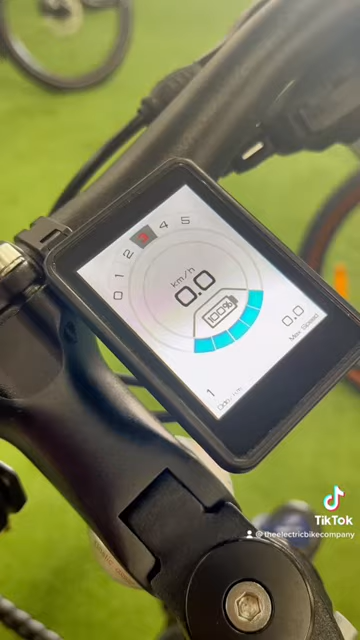 0 1 2 3 4 5
km/h
0.0
100%
1
0.0
Max Speed
TikTok
@theelectricbikecompany